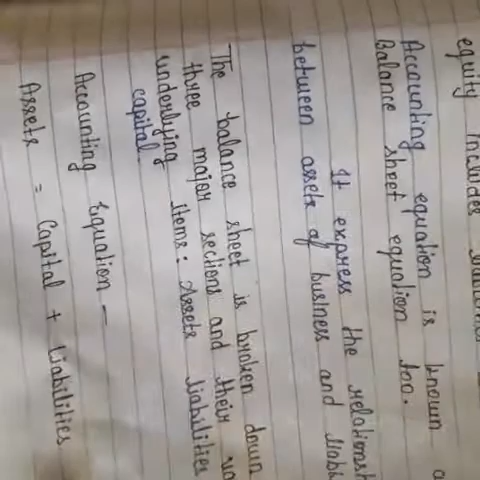 equity includes
Accounting equation is known
Balance sheet equation too.
It express the
between assets of business and
The balance sheet is broken down
three major sections and their
underlying items: Assets liabilities
capital.
Accounting Equation -
Assets = Capital + Liabilities